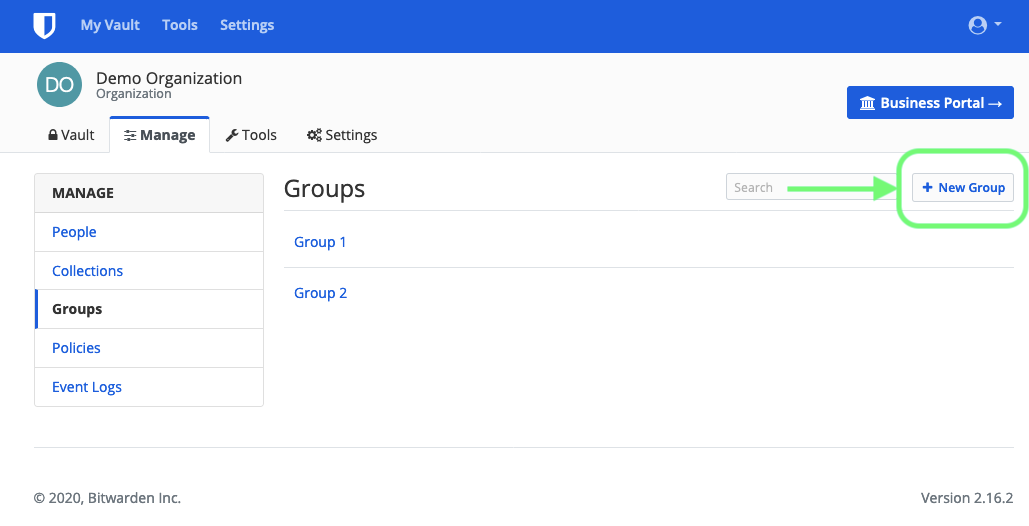 My Vault Tools Settings
DO
Demo Organization
Organization
Business Portal →
Vault Manage Tools Settings
MANAGE
People
Collections
Groups
Policies
Event Logs
Groups
Search
New Group
Group 1
Group 2
© 2020, Bitwarden Inc.
Version 2.16.2